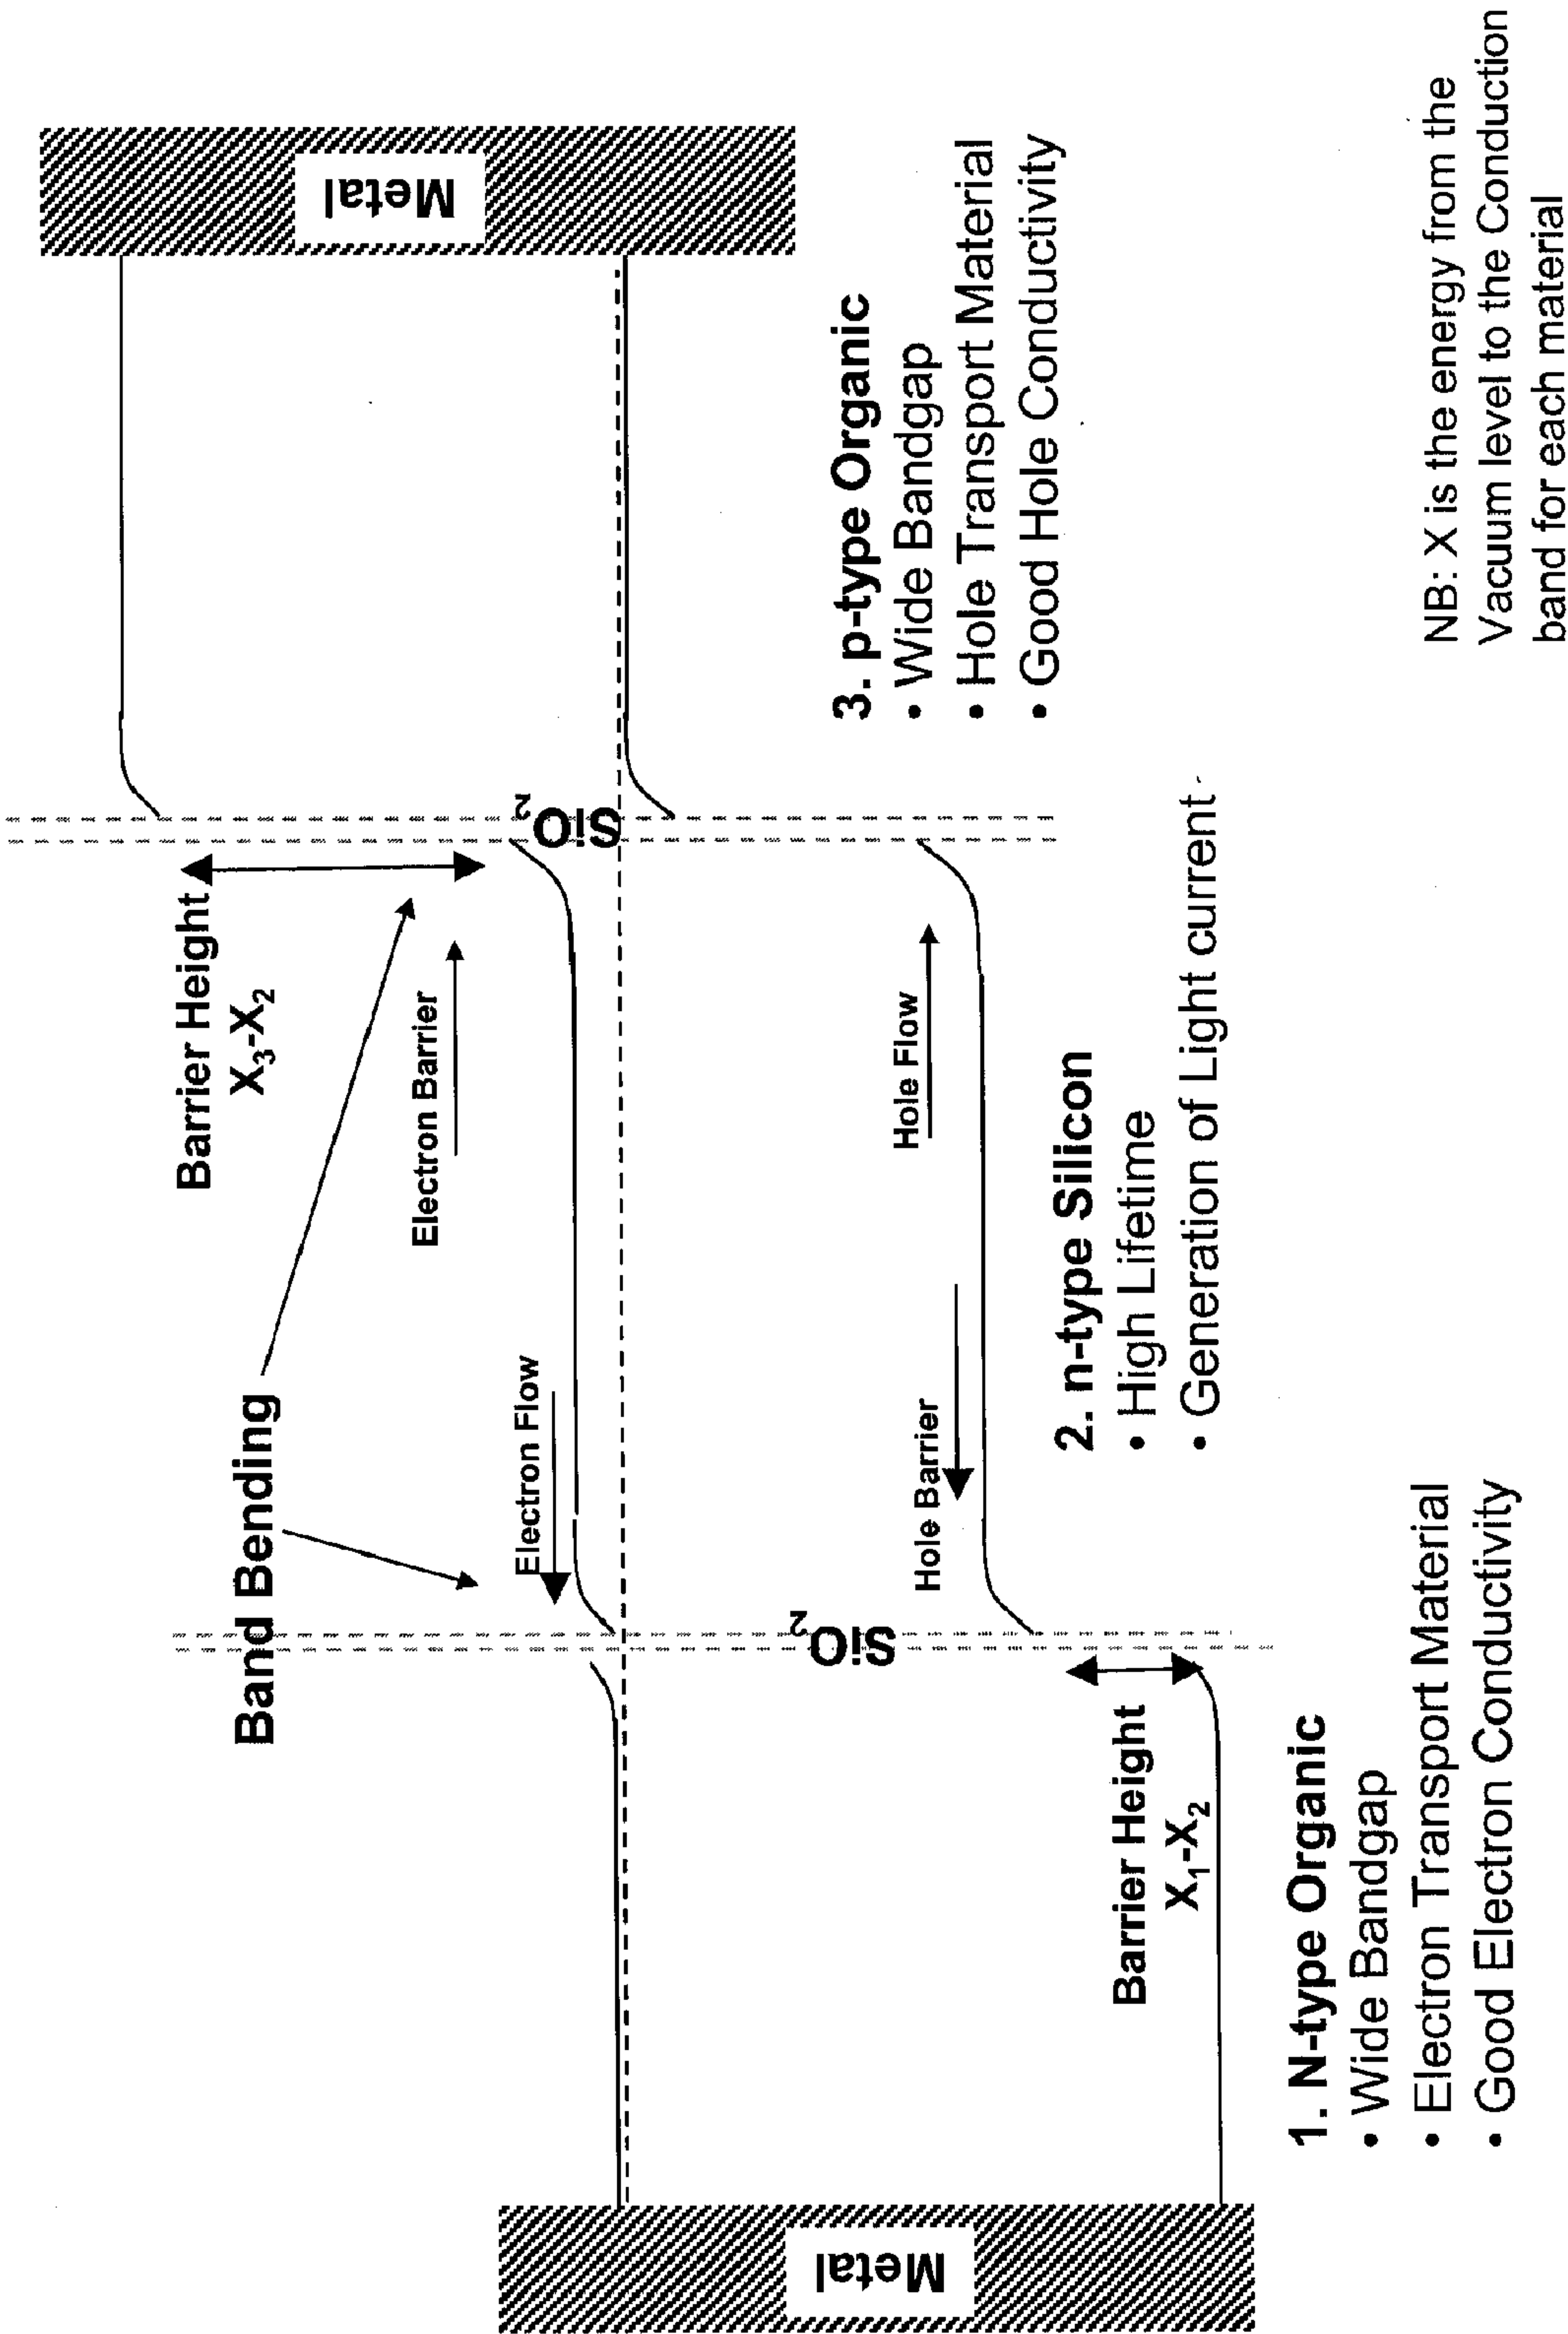 Band Bending
Barrier Height
X₃-X₂
Electron Barrier
Electron Flow
Metal
SiO₂
Hole Flow
Hole Barrier
SiO₂
Barrier Height
X₁-X₂
Metal
1. N-type Organic
• Wide Bandgap
• Electron Transport Material
• Good Electron Conductivity
2. n-type Silicon
• High Lifetime
• Generation of Light current
3. p-type Organic
• Wide Bandgap
• Hole Transport Material
• Good Hole Conductivity
NB: X is the energy from the
Vacuum level to the Conduction
band for each material